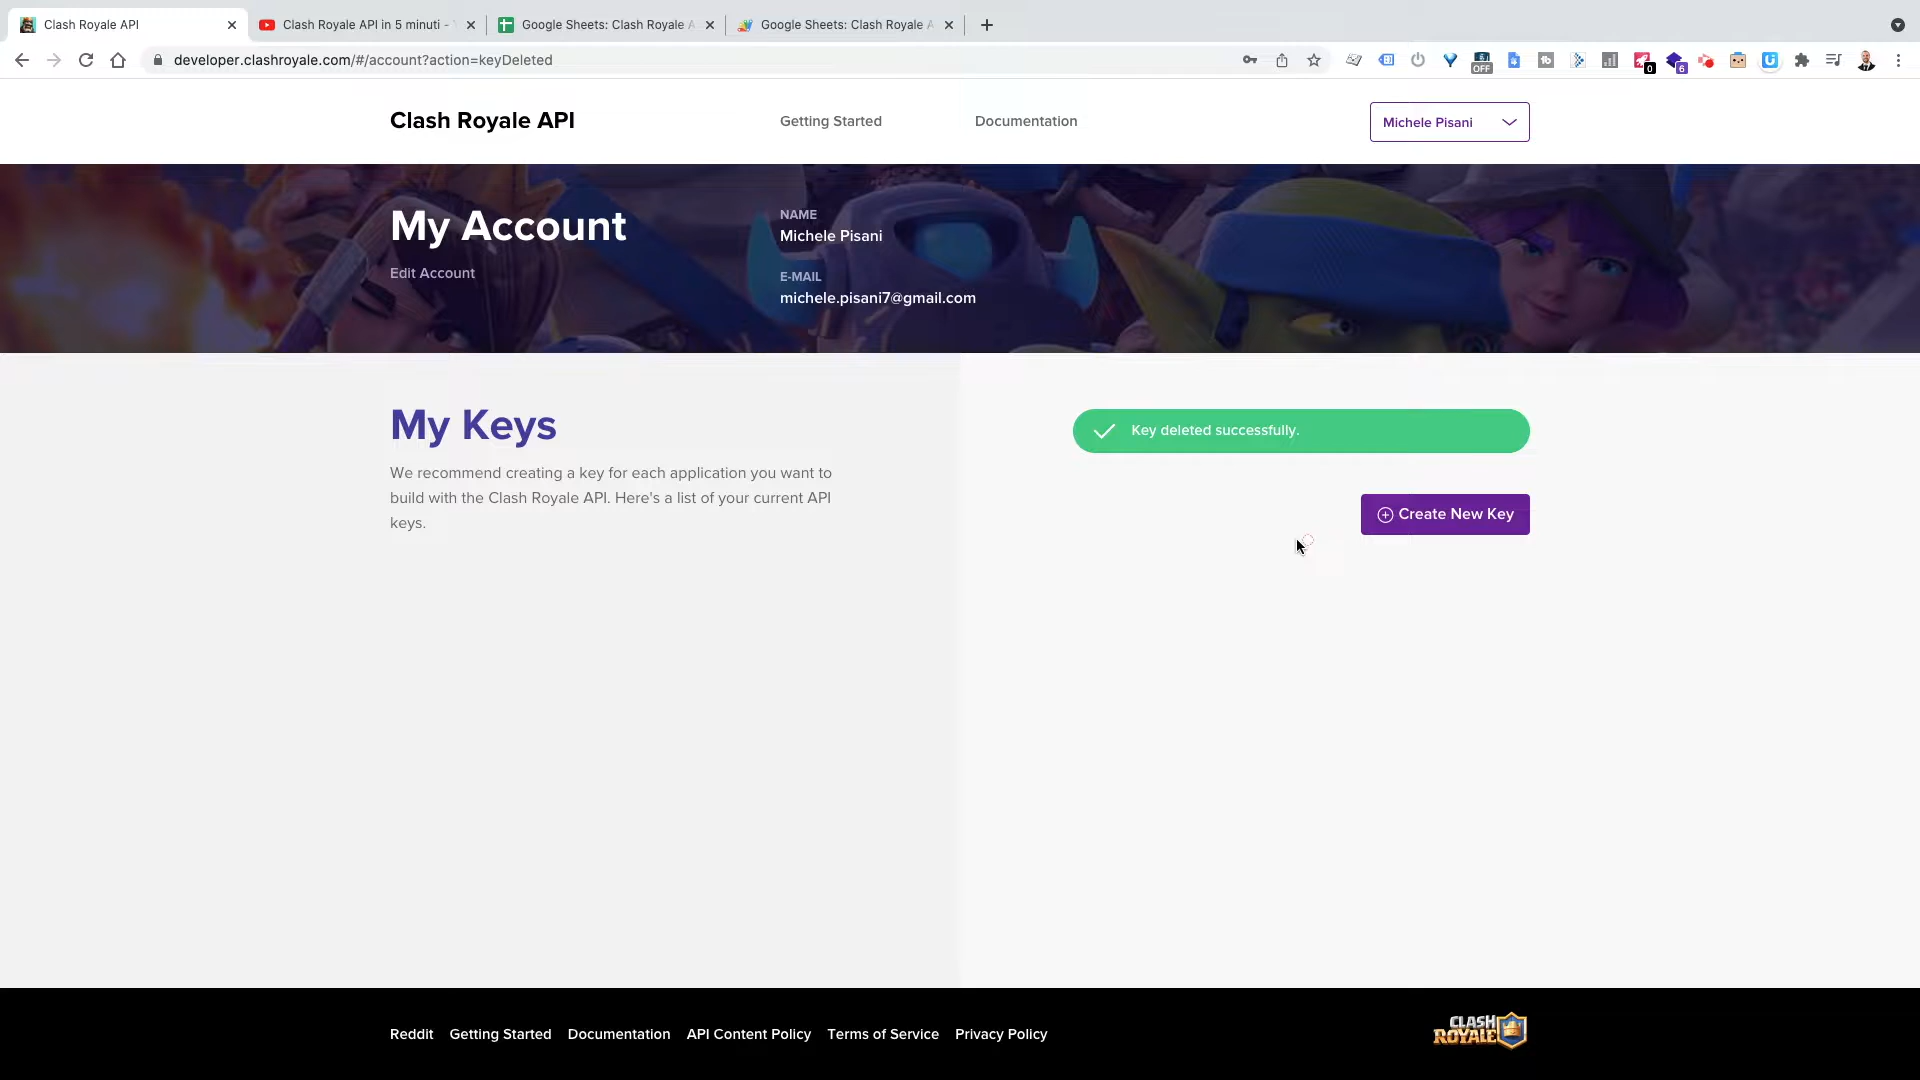 Clash Royale API
Clash Royale API in 5 minuti -
Google Sheets: Clash Royale A
Google Sheets: Clash Royale A
developer.clashroyale.com/#/account?action=keyDeleted
OFF
0
6
Clash Royale API
Getting Started
Documentation
Michele Pisani
My Account
Edit Account
NAME
Michele Pisani
E-MAIL
michele.pisani7@gmail.com
My Keys
We recommend creating a key for each application you want to
build with the Clash Royale API. Here's a list of your current API
keys.
Key deleted successfully.
Create New Key
Reddit Getting Started Documentation API Content Policy Terms of Service Privacy Policy
CLASH
ROYALE